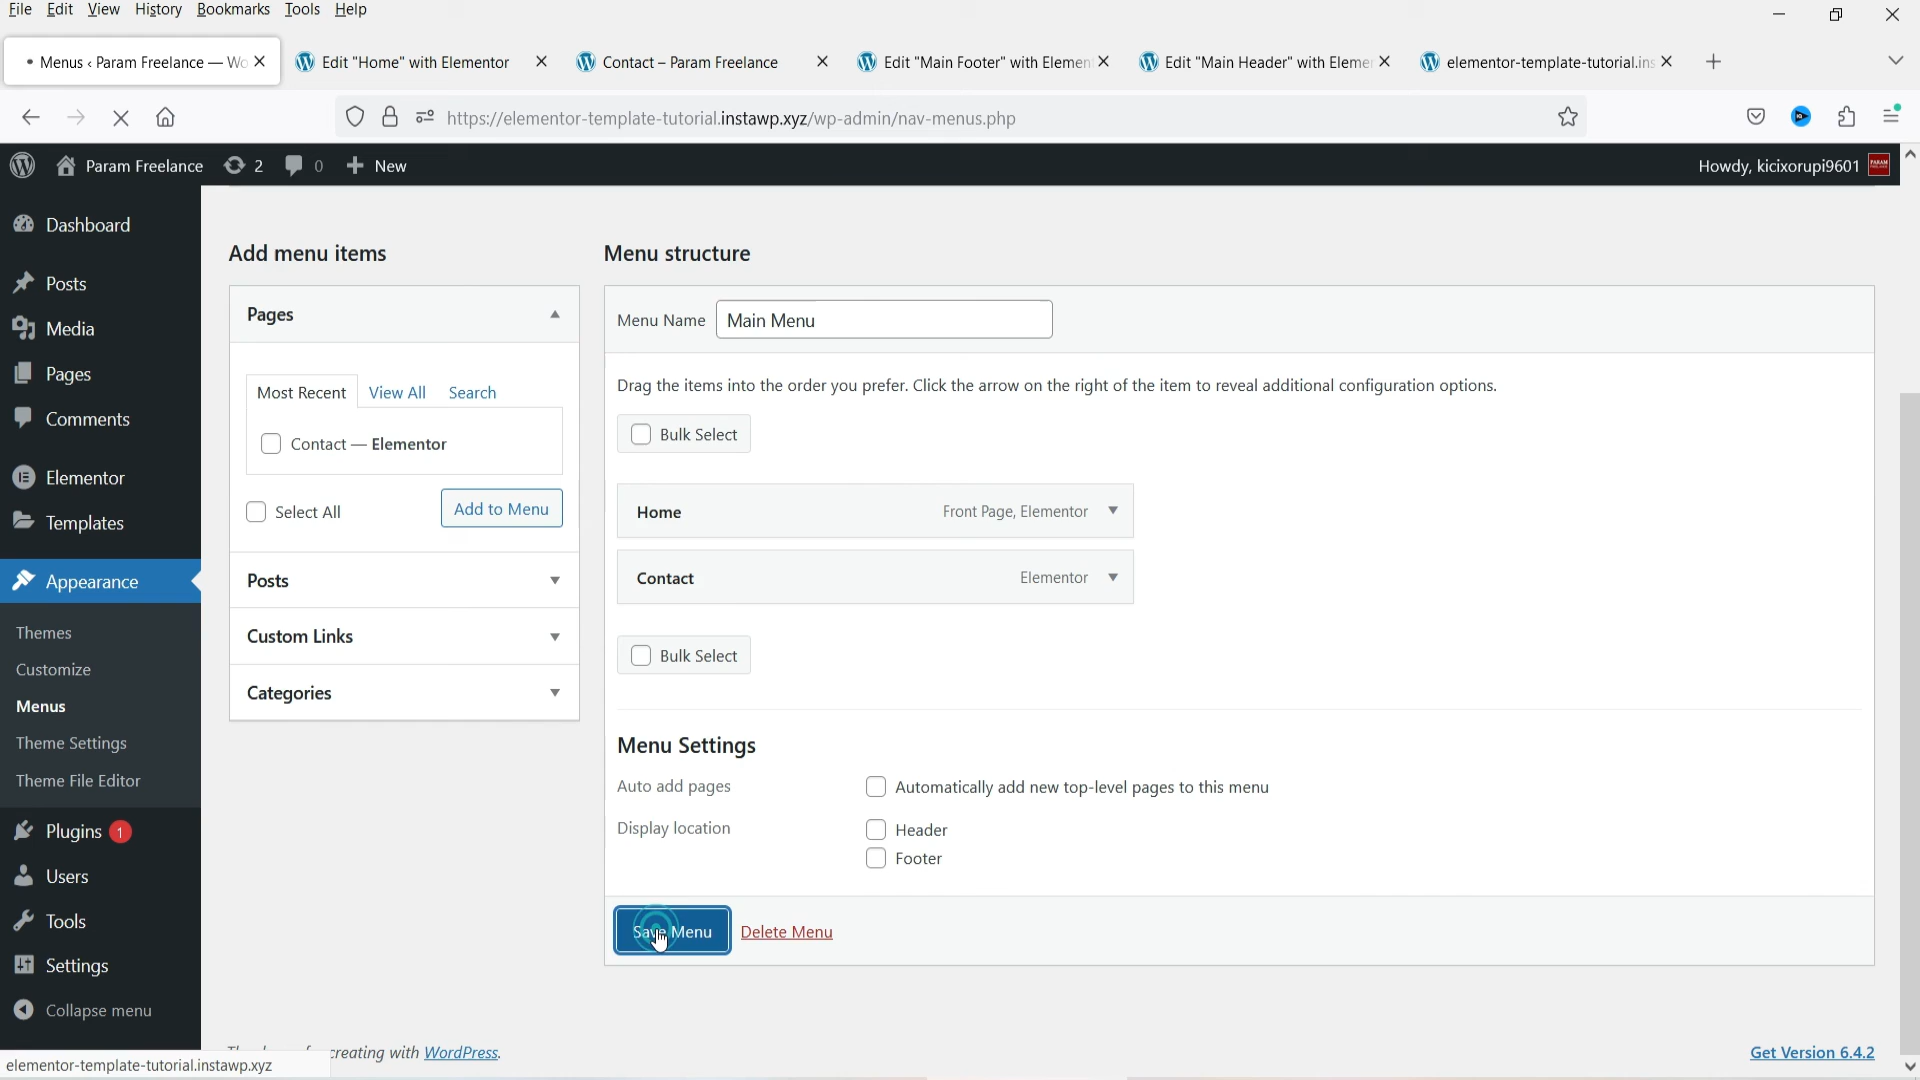 File Edit View History Bookmarks Tools Help
Menus ‹ Param Freelance — Wo
Edit "Home" with Elementor
Contact – Param Freelance
Edit "Main Footer" with Elemen
Edit "Main Header" with Eleme
elementor-template-tutorial.ins
https://elementor-template-tutorial.instawp.xyz/wp-admin/nav-menus.php
Param Freelance 2 0 New
Howdy, kicixorupi9601
Dashboard
Posts
Media
Pages
Comments
Elementor
Templates
Appearance
Themes
Customize
Menus
Theme Settings
Theme File Editor
Plugins 1
Users
Tools
Settings
Collapse menu
Add menu items
Pages
Most Recent View All Search
Contact — Elementor
Select All
Add to Menu
Posts
Custom Links
Categories
Menu structure
Menu Name Main Menu
Drag the items into the order you prefer. Click the arrow on the right of the item to reveal additional configuration options.
Bulk Select
Home Front Page, Elementor
Contact Elementor
Bulk Select
Menu Settings
Auto add pages
Automatically add new top-level pages to this menu
Display location
Header
Footer
Save Menu Delete Menu
creating with WordPress.
Get Version 6.4.2
elementor-template-tutorial.instawp.xyz